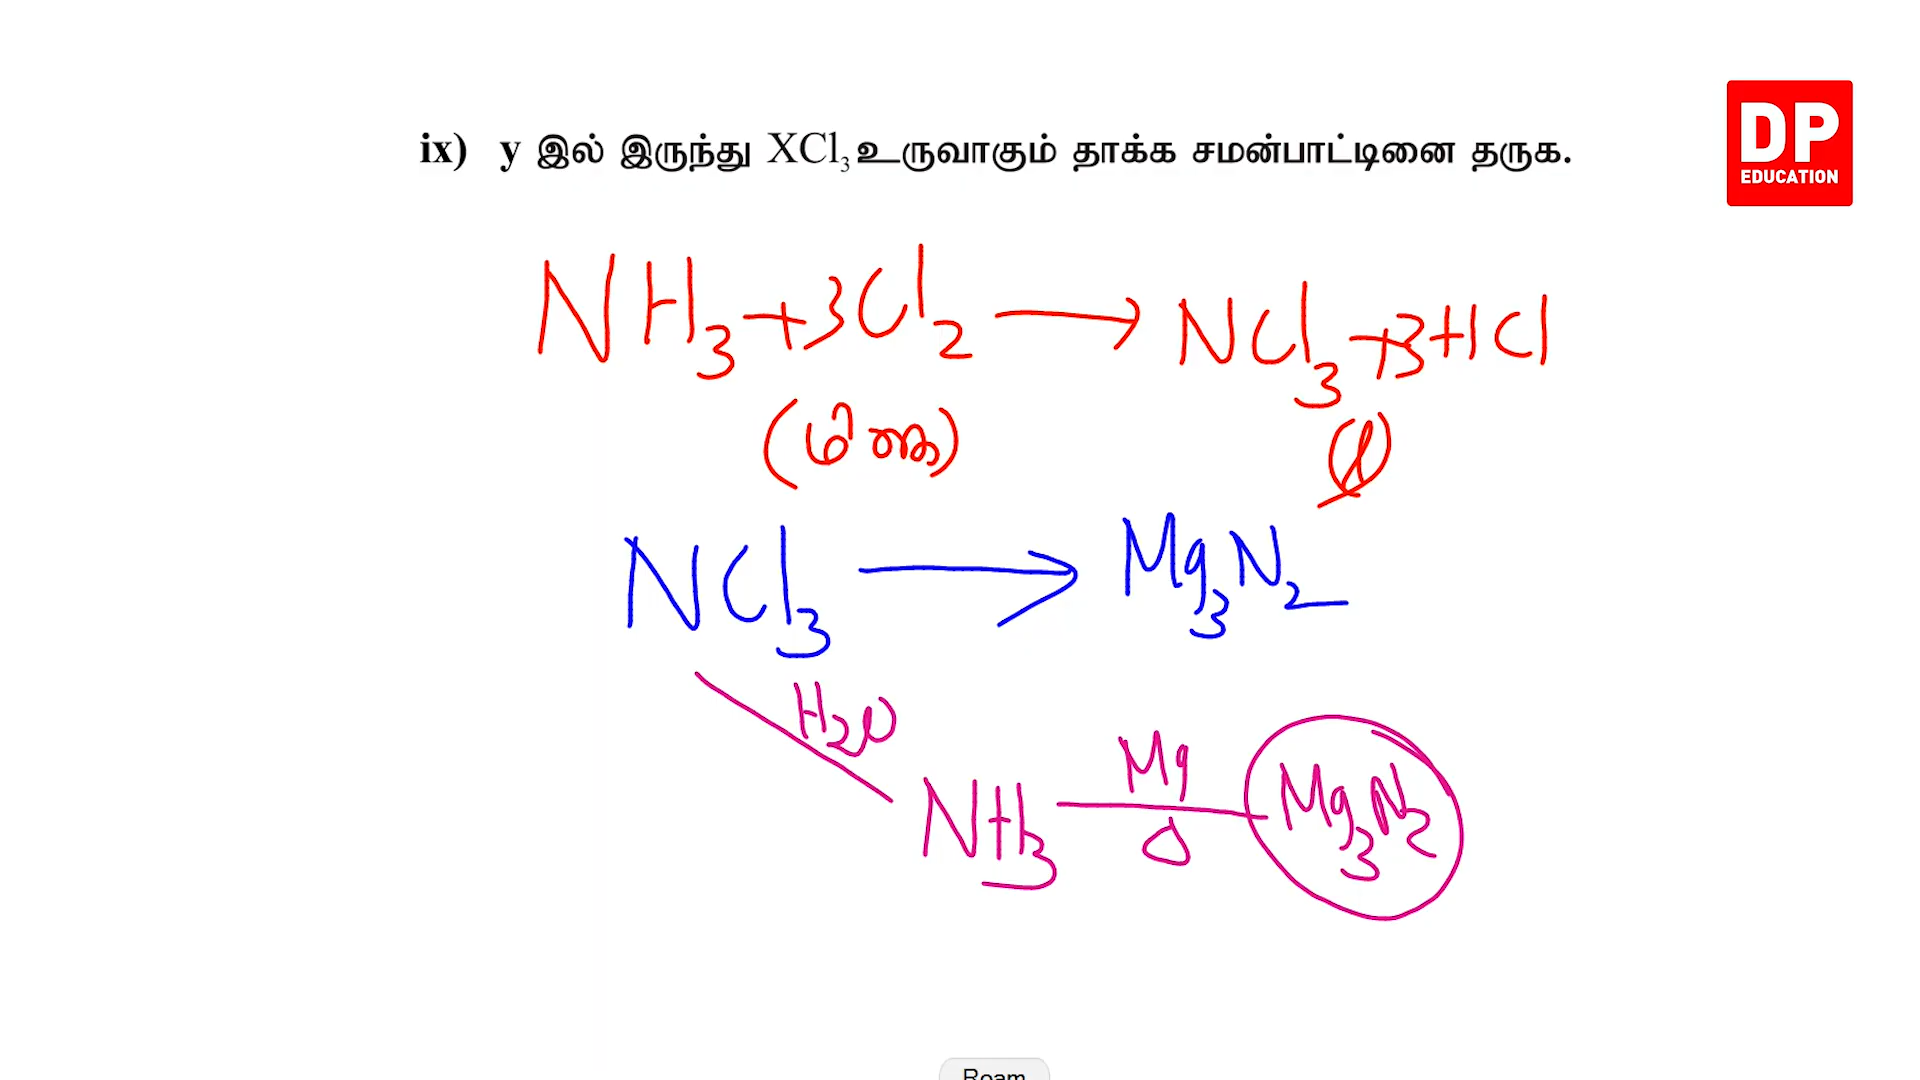 DP
EDUCATION
ix) y இல் இருந்து XCl₃ உருவாகும் தாக்க சமன்பாட்டினை தருக.
NH₃ + 3Cl₂ → NCl₃ + 3HCl
(மிகை) (l)
NCl₃ → Mg₃N₂
H₂O
Mg
NH₃ Δ Mg₃N₂
Roam